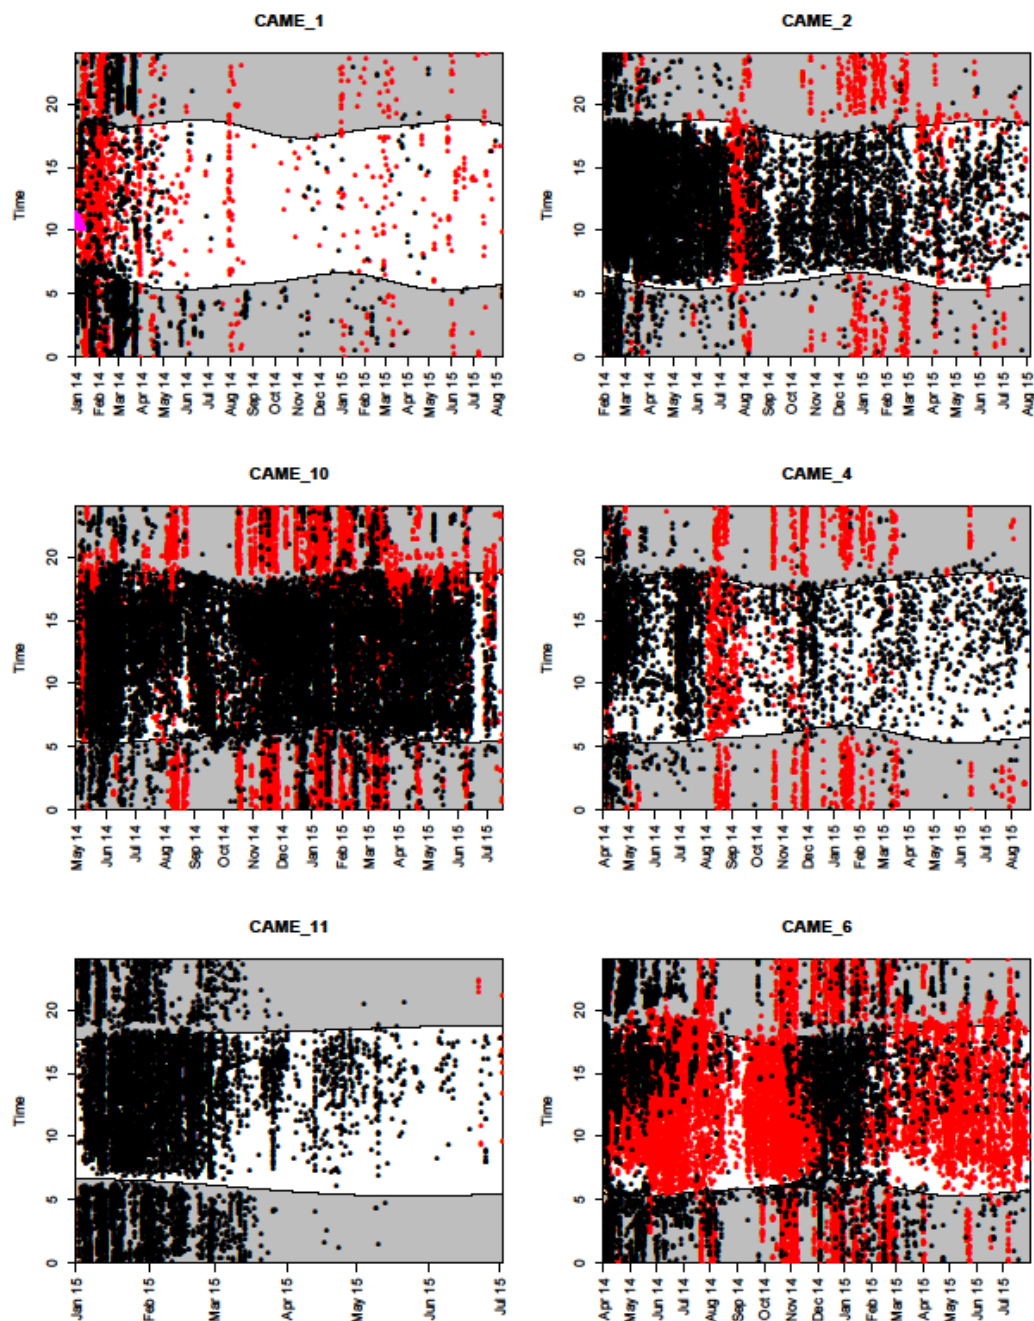 CAME_1
Time
0 5 10 15 20
Jan 14 Feb 14 Mar 14 Apr 14 May 14 Jun 14 Jul 14 Aug 14 Sep 14 Oct 14 Nov 14 Dec 14 Jan 15 Feb 15 Mar 15 Apr 15 May 15 Jun 15 Jul 15 Aug 15
CAME_2
Time
0 5 10 15 20
Feb 14 Mar 14 Apr 14 May 14 Jun 14 Jul 14 Aug 14 Sep 14 Oct 14 Nov 14 Dec 14 Jan 15 Feb 15 Mar 15 Apr 15 May 15 Jun 15 Jul 15 Aug 15
CAME_10
Time
0 5 10 15 20
May 14 Jun 14 Jul 14 Aug 14 Sep 14 Oct 14 Nov 14 Dec 14 Jan 15 Feb 15 Mar 15 Apr 15 May 15 Jun 15 Jul 15
CAME_4
Time
0 5 10 15 20
Apr 14 May 14 Jun 14 Jul 14 Aug 14 Sep 14 Oct 14 Nov 14 Dec 14 Jan 15 Feb 15 Mar 15 Apr 15 May 15 Jun 15 Jul 15 Aug 15
CAME_11
Time
0 5 10 15 20
Jan 15 Feb 15 Mar 15 Apr 15 May 15 Jun 15 Jul 15
CAME_6
Time
0 5 10 15 20
Apr 14 May 14 Jun 14 Jul 14 Aug 14 Sep 14 Oct 14 Nov 14 Dec 14 Jan 15 Feb 15 Mar 15 Apr 15 May 15 Jun 15 Jul 15